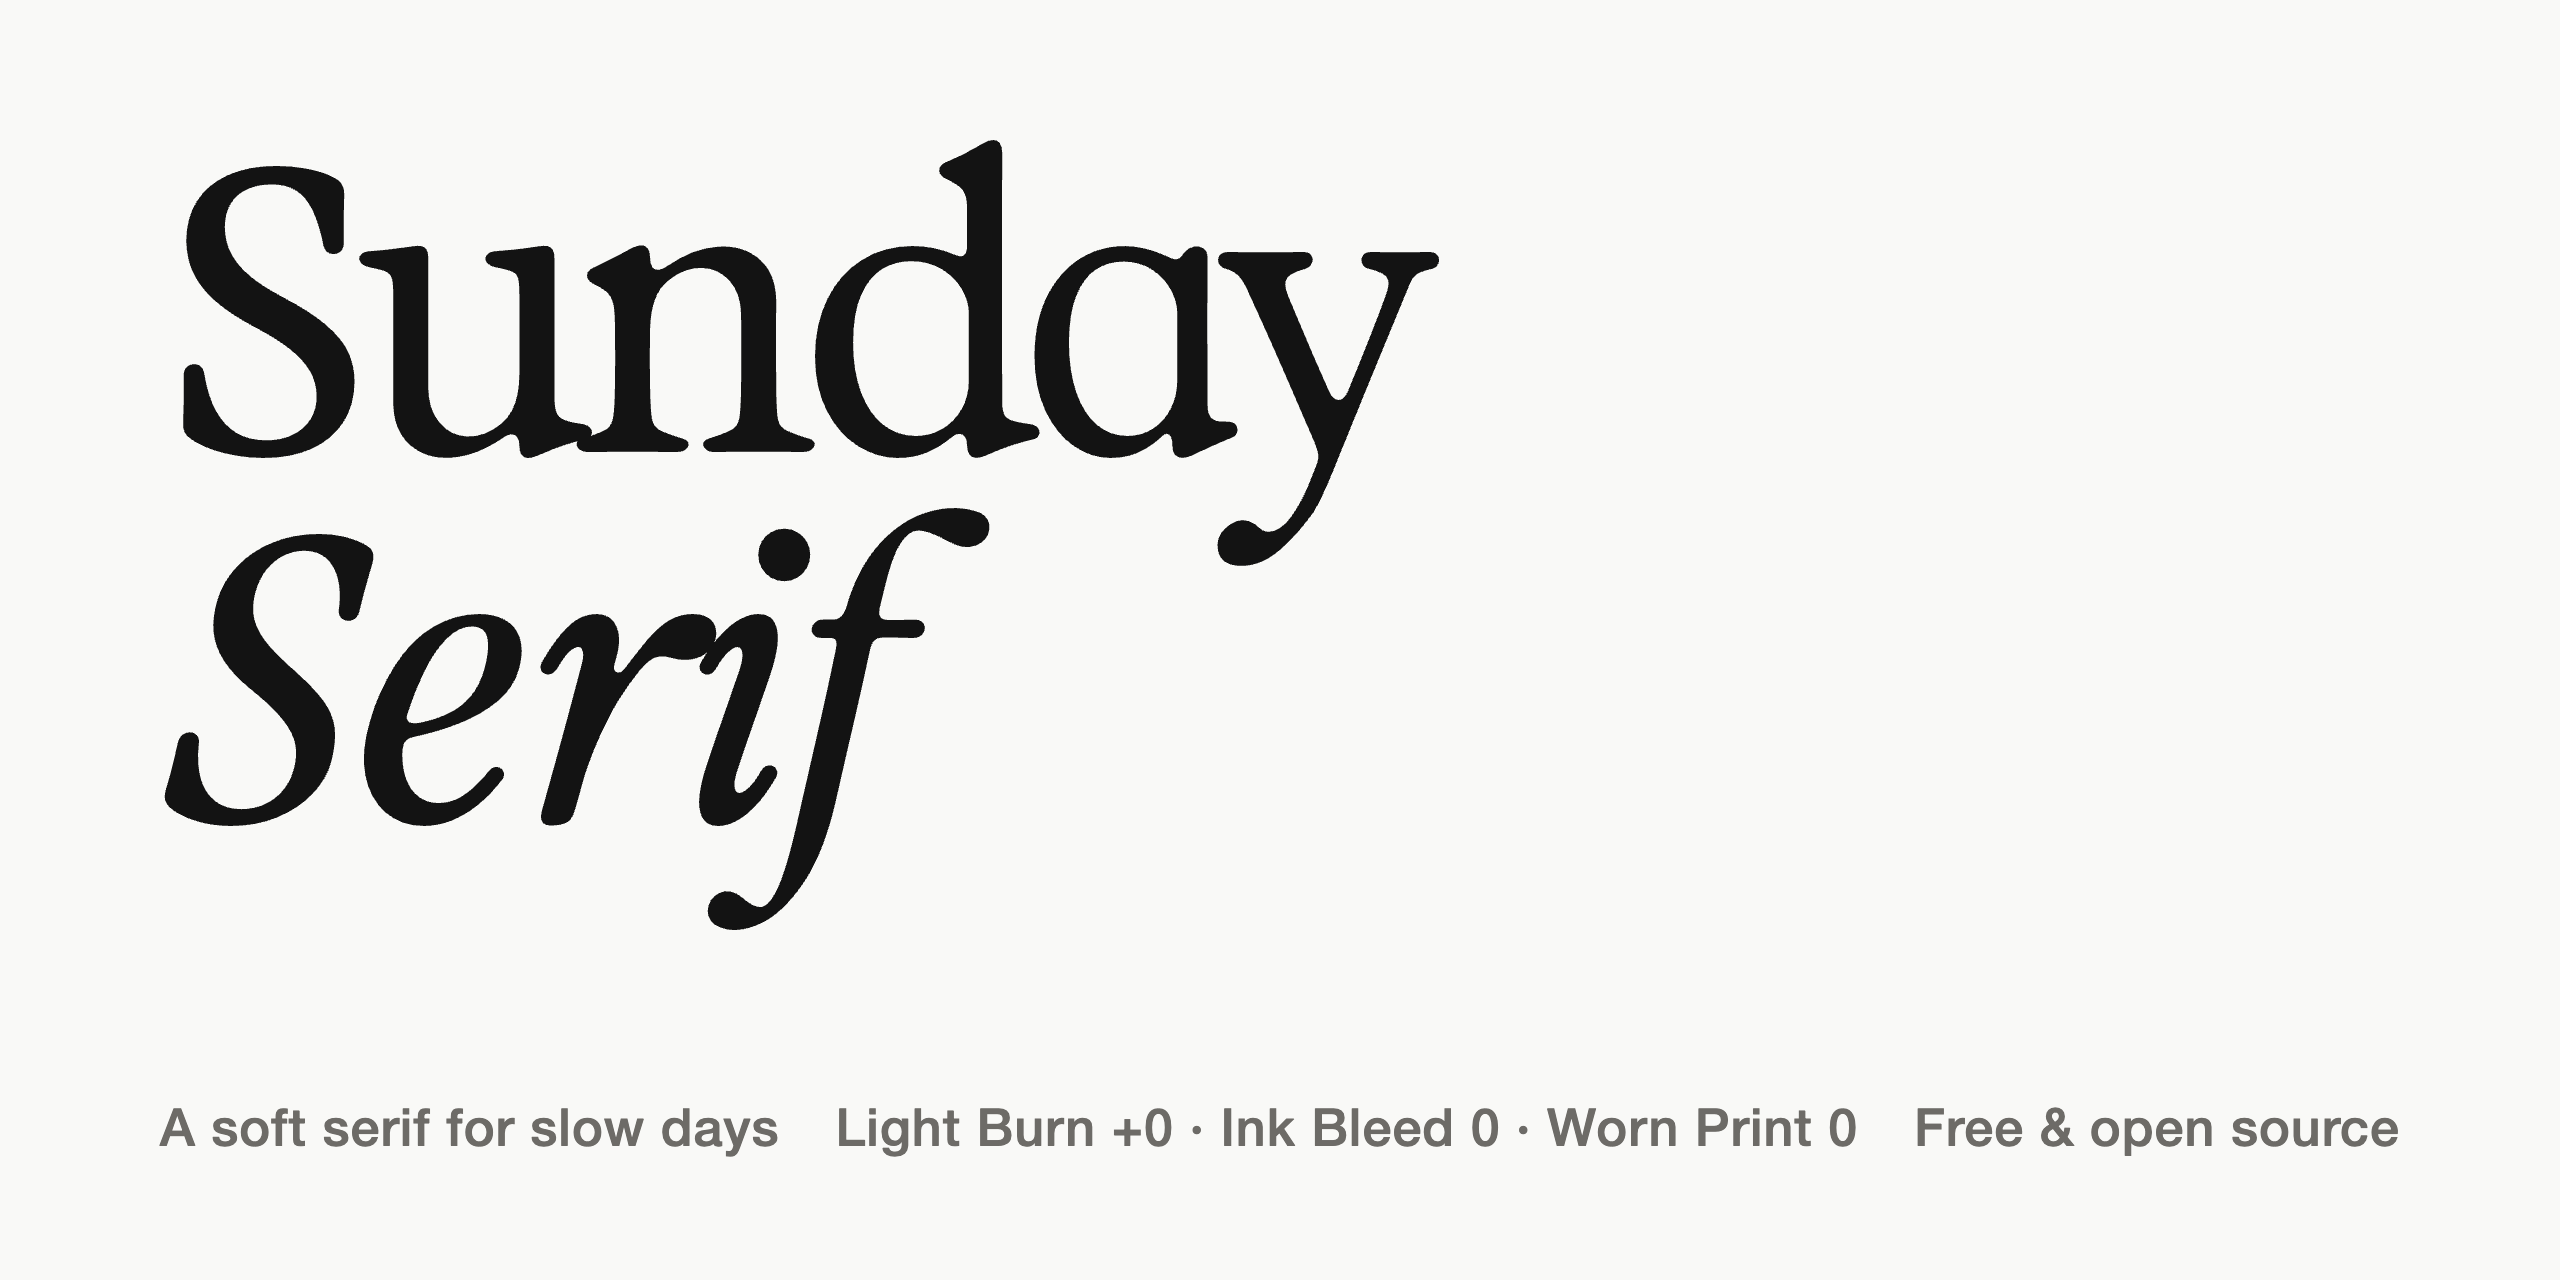 Sunday
Serif
A soft serif for slow days Light Burn +0 · Ink Bleed 0 · Worn Print 0 Free & open source